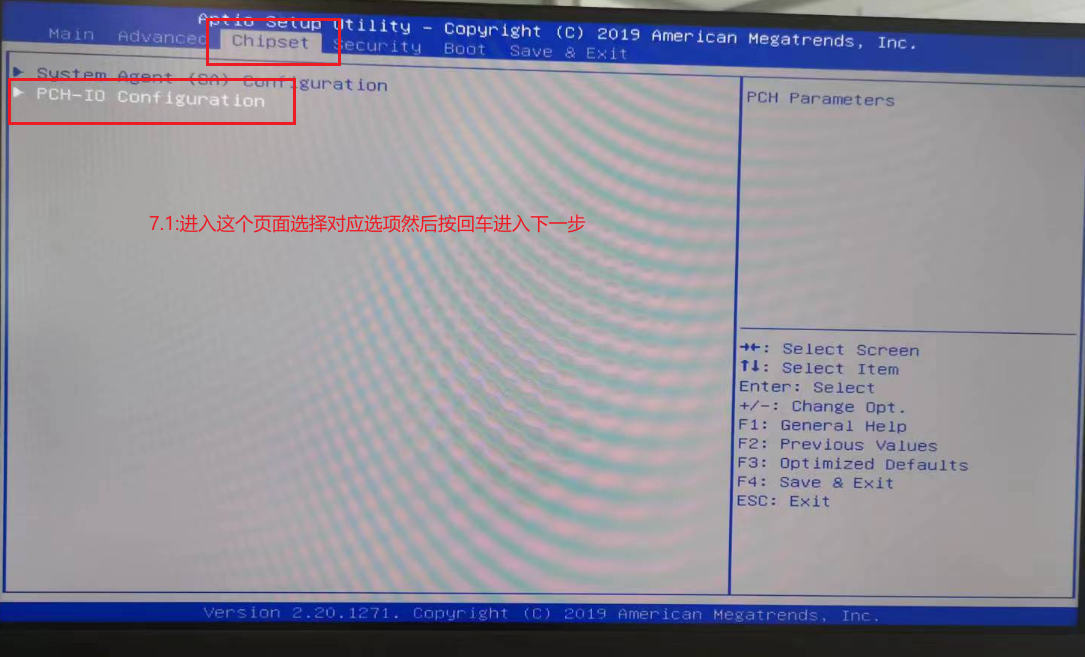 Aptio Setup Utility - Copyright (C) 2019 American Megatrends, Inc.
Main Advanced Chipset Security Boot Save & Exit
System Agent (SA) Configuration
PCH-IO Configuration
PCH Parameters
7.1:进入这个页面选择对应选项然后按回车进入下一步
→←: Select Screen
↑↓: Select Item
Enter: Select
+/-: Change Opt.
F1: General Help
F2: Previous Values
F3: Optimized Defaults
F4: Save & Exit
ESC: Exit
Version 2.20.1271. Copyright (C) 2019 American Megatrends, Inc.